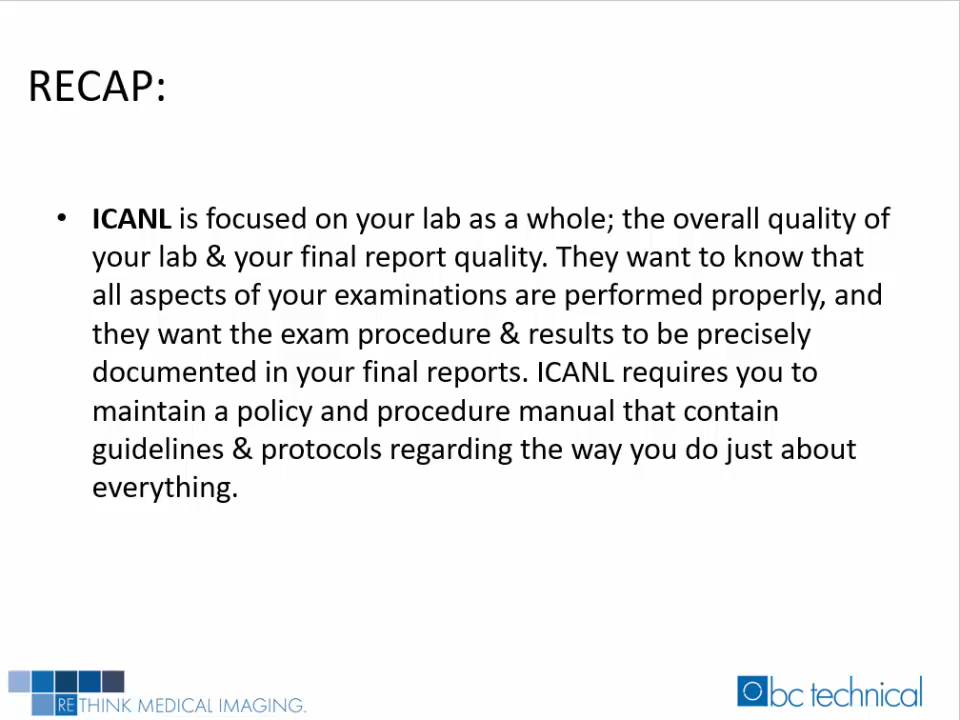 RECAP:
• ICANL is focused on your lab as a whole; the overall quality of
your lab & your final report quality. They want to know that
all aspects of your examinations are performed properly, and
they want the exam procedure & results to be precisely
documented in your final reports. ICANL requires you to
maintain a policy and procedure manual that contain
guidelines & protocols regarding the way you do just about
everything.
RETHINK MEDICAL IMAGING.
bc technical